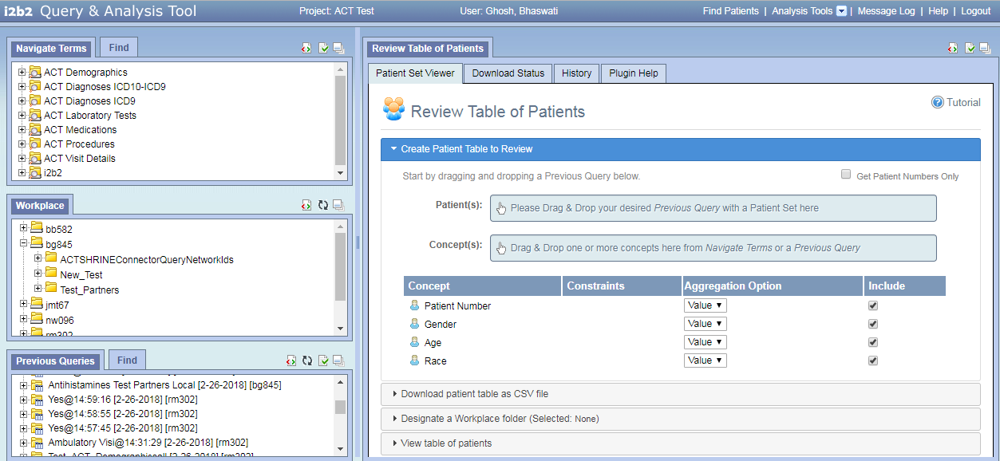 i2b2 Query & Analysis Tool
Project: ACT Test
User: Ghosh, Bhaswati
Find Patients | Analysis Tools | Message Log | Help | Logout
Navigate Terms
Find
ACT Demographics
ACT Diagnoses ICD10-ICD9
ACT Diagnoses ICD9
ACT Laboratory Tests
ACT Medications
ACT Procedures
ACT Visit Details
i2b2
Workplace
bb582
bg845
ACTSHRINEConnectorQueryNetworkIds
New_Test
Test_Partners
jmt67
nw096
rm302
Previous Queries
Find
Antihistamines Test Partners Local [2-26-2018] [bg845]
Yes@14:59:16 [2-26-2018] [rm302]
Yes@14:58:55 [2-26-2018] [rm302]
Yes@14:57:45 [2-26-2018] [rm302]
Ambulatory Visi@14:31:29 [2-26-2018] [rm302]
Review Table of Patients
Patient Set Viewer
Download Status
History
Plugin Help
Review Table of Patients
Tutorial
Create Patient Table to Review
Start by dragging and dropping a Previous Query below.
Get Patient Numbers Only
Patient(s):
Please Drag & Drop your desired Previous Query with a Patient Set here
Concept(s):
Drag & Drop one or more concepts here from Navigate Terms or a Previous Query
Concept Constraints Aggregation Option Include
Patient Number Value
Gender Value
Age Value
Race Value
Download patient table as CSV file
Designate a Workplace folder (Selected: None)
View table of patients